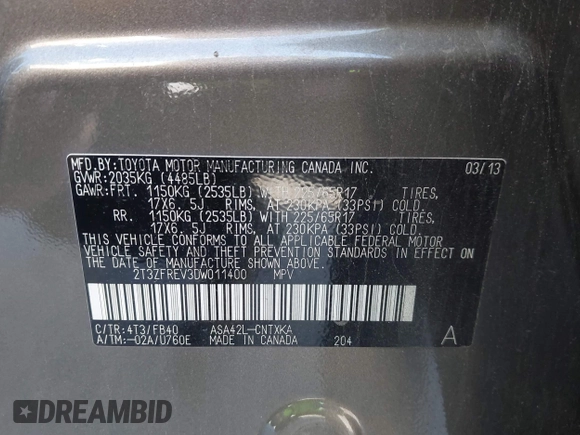 MFD.BY:TOYOTA MOTOR MANUFACTURING CANADA INC. 03/13
GVWR:2035KG (4485LB)
GAWR:FRT. 1150KG (2535LB) WITH 225/65R17 TIRES,
17X6.5J RIMS, AT 230KPA (33PSI) COLD.
RR. 1150KG (2535LB) WITH 225/65R17 TIRES,
17X6.5J RIMS, AT 230KPA (33PSI) COLD.
THIS VEHICLE CONFORMS TO ALL APPLICABLE FEDERAL MOTOR
VEHICLE SAFETY AND THEFT PREVENTION STANDARDS IN EFFECT ON
THE DATE OF MANUFACTURE SHOWN ABOVE.
2T3ZFREV3DW011400 MPV
C/TR:4T3/FB40 ASA42L-CNTXKA
A/TM:-02A/U760E MADE IN CANADA 204 A
DREAMBID